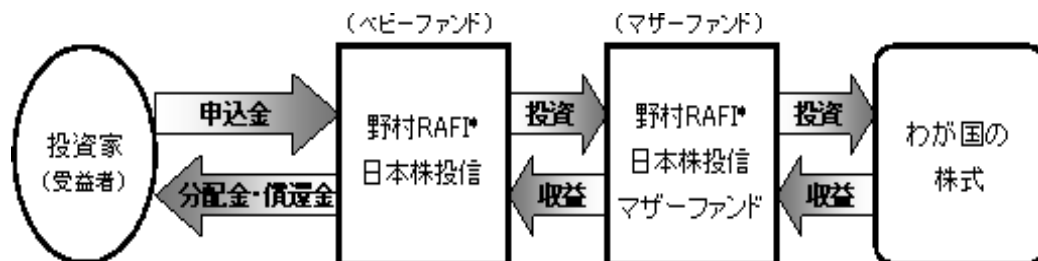 (ベビーファンド)
(マザーファンド)
投資家
(受益者)
申込金
分配金・償還金
野村RAFI®
日本株投信
投資
収益
野村RAFI®
日本株投信
マザーファンド
投資
収益
わが国の
株式